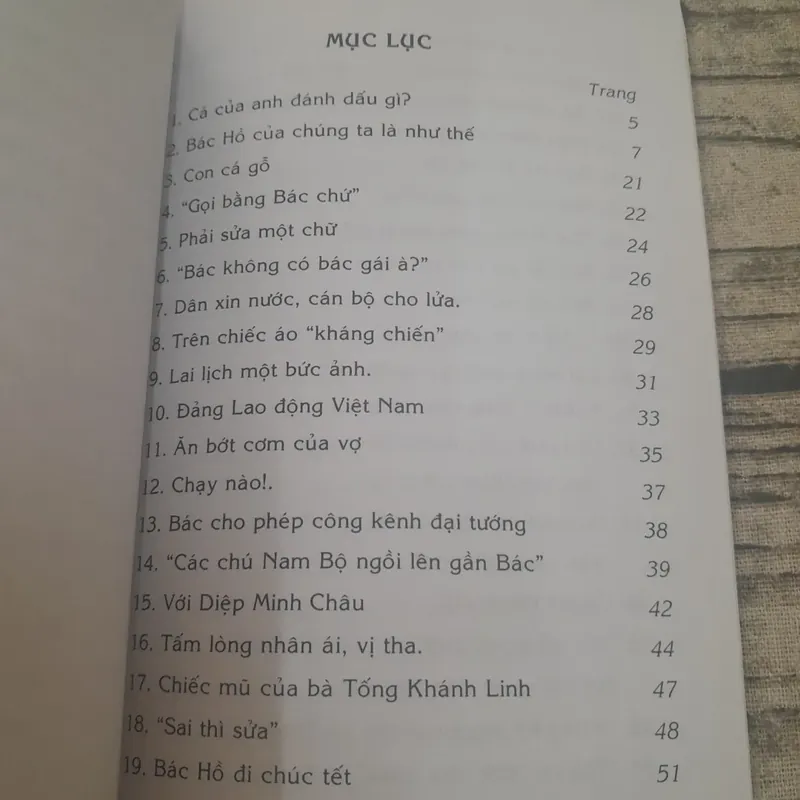 MỤC LỤC
Trang
1. Cả của anh đánh dấu gì? 5
2. Bác Hồ của chúng ta là như thế 7
3. Con cá gỗ 21
4. “Gọi bằng Bác chứ” 22
5. Phải sửa một chữ 24
6. “Bác không có bác gái à?” 26
7. Dân xin nước, cán bộ cho lửa. 28
8. Trên chiếc áo “kháng chiến” 29
9. Lai lịch một bức ảnh. 31
10. Đảng Lao động Việt Nam 33
11. Ăn bớt cơm của vợ 35
12. Chạy nào!. 37
13. Bác cho phép công kênh đại tướng 38
14. “Các chú Nam Bộ ngồi lên gần Bác” 39
15. Với Diệp Minh Châu 42
16. Tấm lòng nhân ái, vị tha. 44
17. Chiếc mũ của bà Tống Khánh Linh 47
18. “Sai thì sửa” 48
19. Bác Hồ đi chúc tết 51